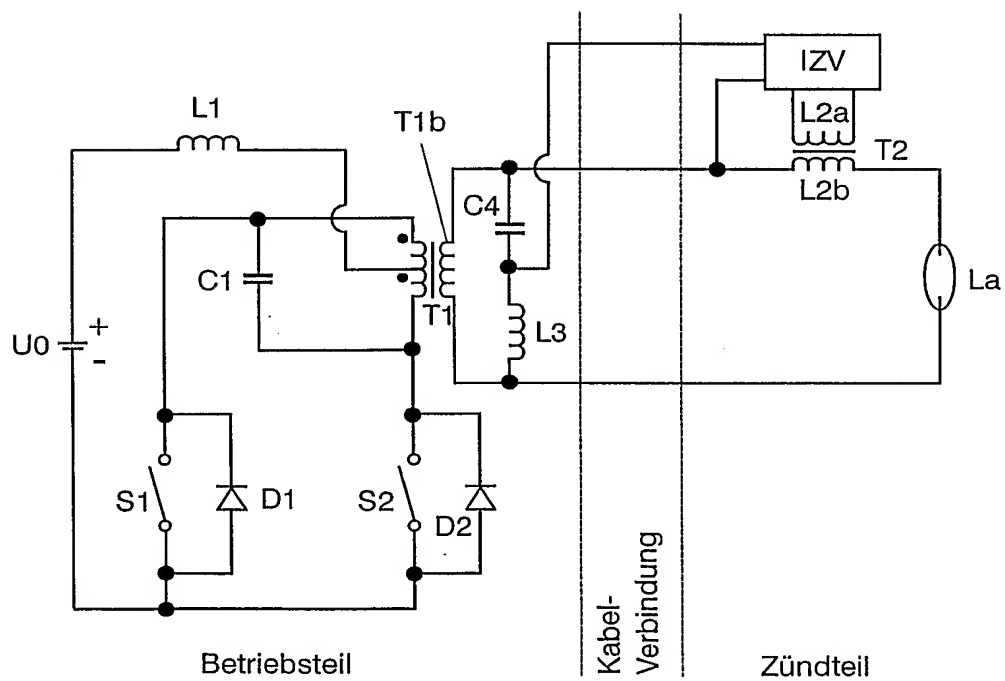 IZV
L1
L2a
T1b
T2
L2b
C4
C1
La
T1
L3
U0
+
-
S1
D1
S2
D2
Kabel-
Verbindung
Betriebsteil
Zündteil